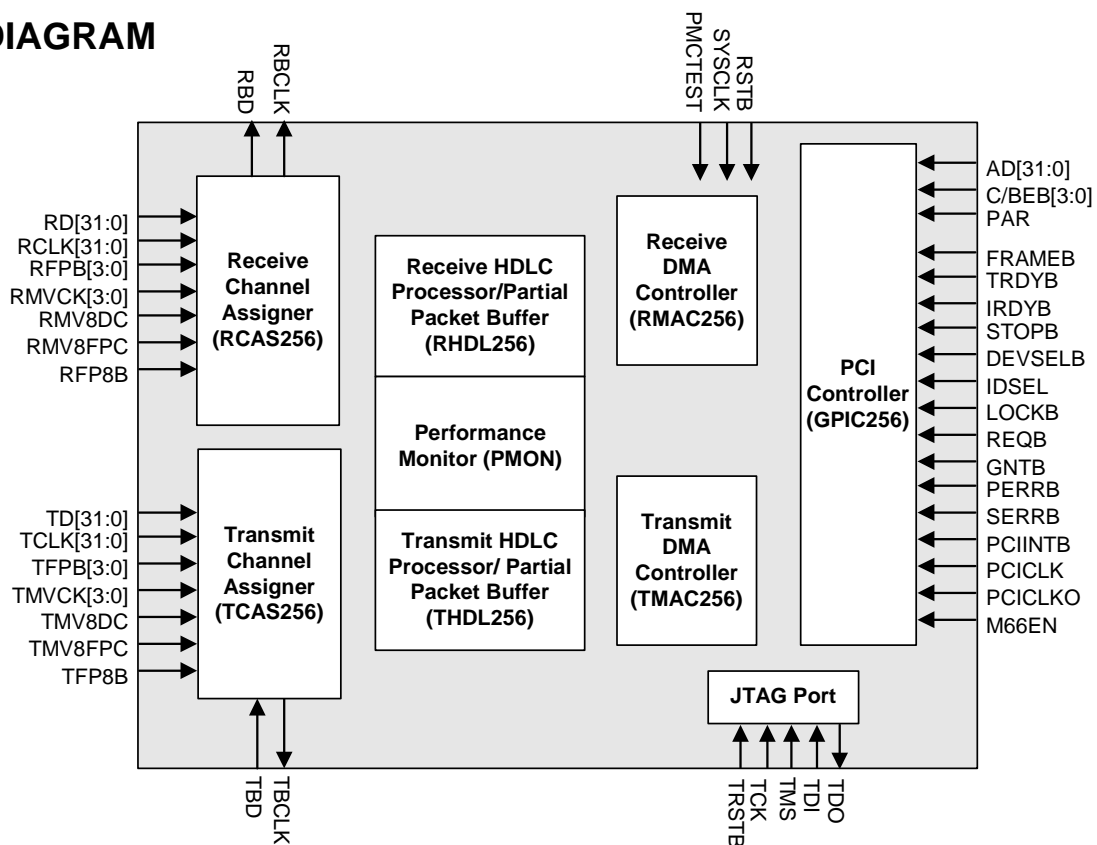 DIAGRAM
RBD
RBCLK
PMCTEST
SYSCLK
RSTB
RD[31:0]
RCLK[31:0]
RFPB[3:0]
RMVCK[3:0]
RMV8DC
RMV8FPC
RFP8B
Receive
Channel
Assigner
(RCAS256)
Receive HDLC
Processor/Partial
Packet Buffer
(RHDL256)
Receive
DMA
Controller
(RMAC256)
PCI
Controller
(GPIC256)
AD[31:0]
C/BEB[3:0]
PAR
FRAMEB
TRDYB
IRDYB
STOPB
DEVSELB
IDSEL
LOCKB
REQB
GNTB
PERRB
SERRB
PCIINTB
PCICLK
PCICLKO
M66EN
Performance
Monitor (PMON)
TD[31:0]
TCLK[31:0]
TFPB[3:0]
TMVCK[3:0]
TMV8DC
TMV8FPC
TFP8B
Transmit
Channel
Assigner
(TCAS256)
Transmit HDLC
Processor/ Partial
Packet Buffer
(THDL256)
Transmit
DMA
Controller
(TMAC256)
JTAG Port
TBD
TBCLK
TRSTB
TCK
TMS
TDI
TDO